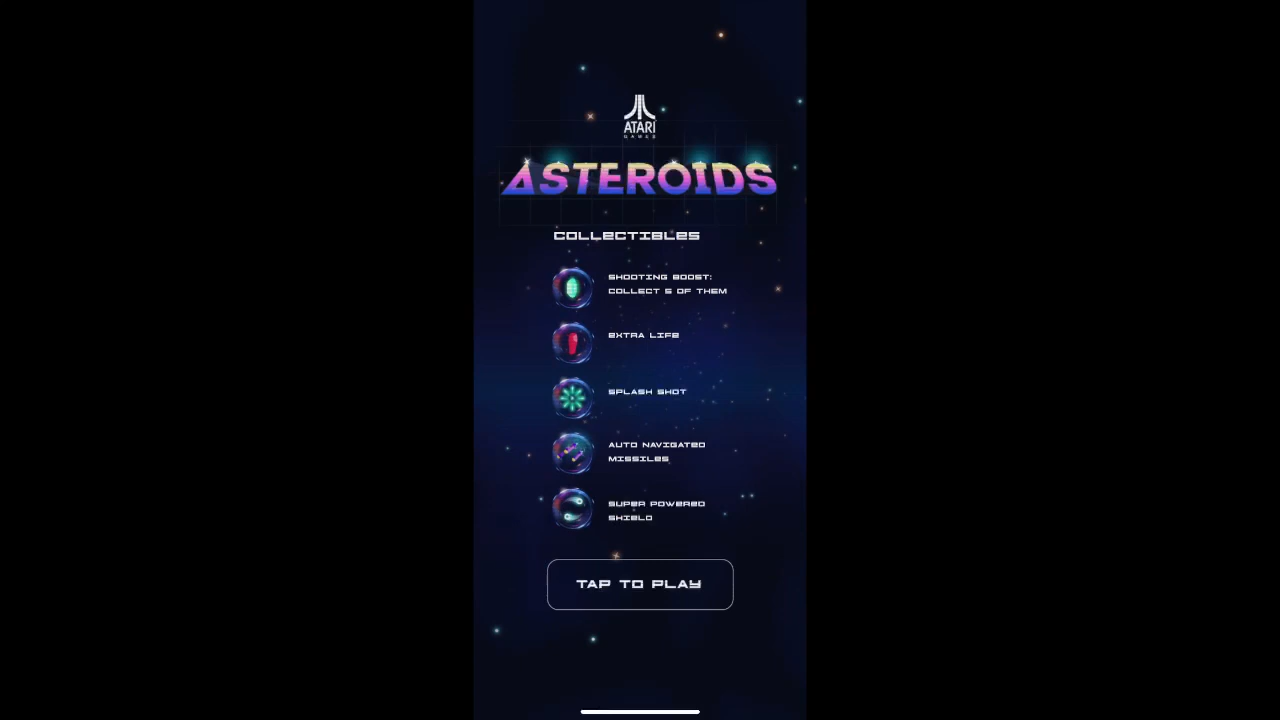 ATARI
GAMES
ASTEROIDS
COLLECTIBLES
SHOOTING BOOST:
COLLECT 5 OF THEM
EXTRA LIFE
SPLASH SHOT
AUTO NAVIGATED
MISSILES
SUPER POWERED
SHIELD
TAP TO PLAY